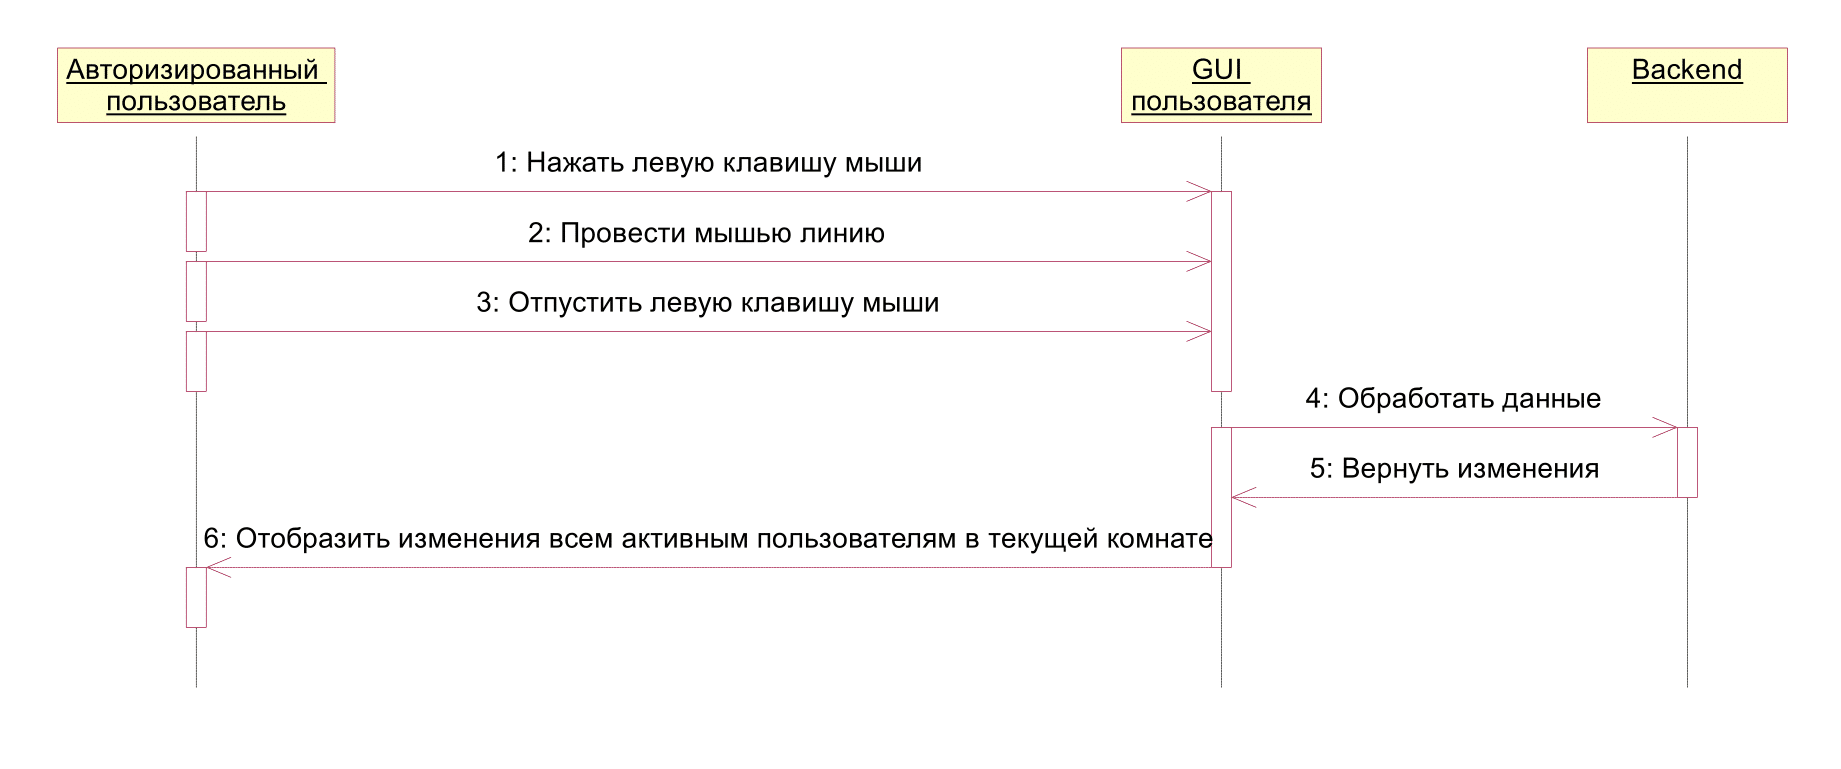 Авторизированный
пользователь
GUI
пользователя
Backend
1: Нажать левую клавишу мыши
2: Провести мышью линию
3: Отпустить левую клавишу мыши
4: Обработать данные
5: Вернуть изменения
6: Отобразить изменения всем активным пользователям в текущей комнате